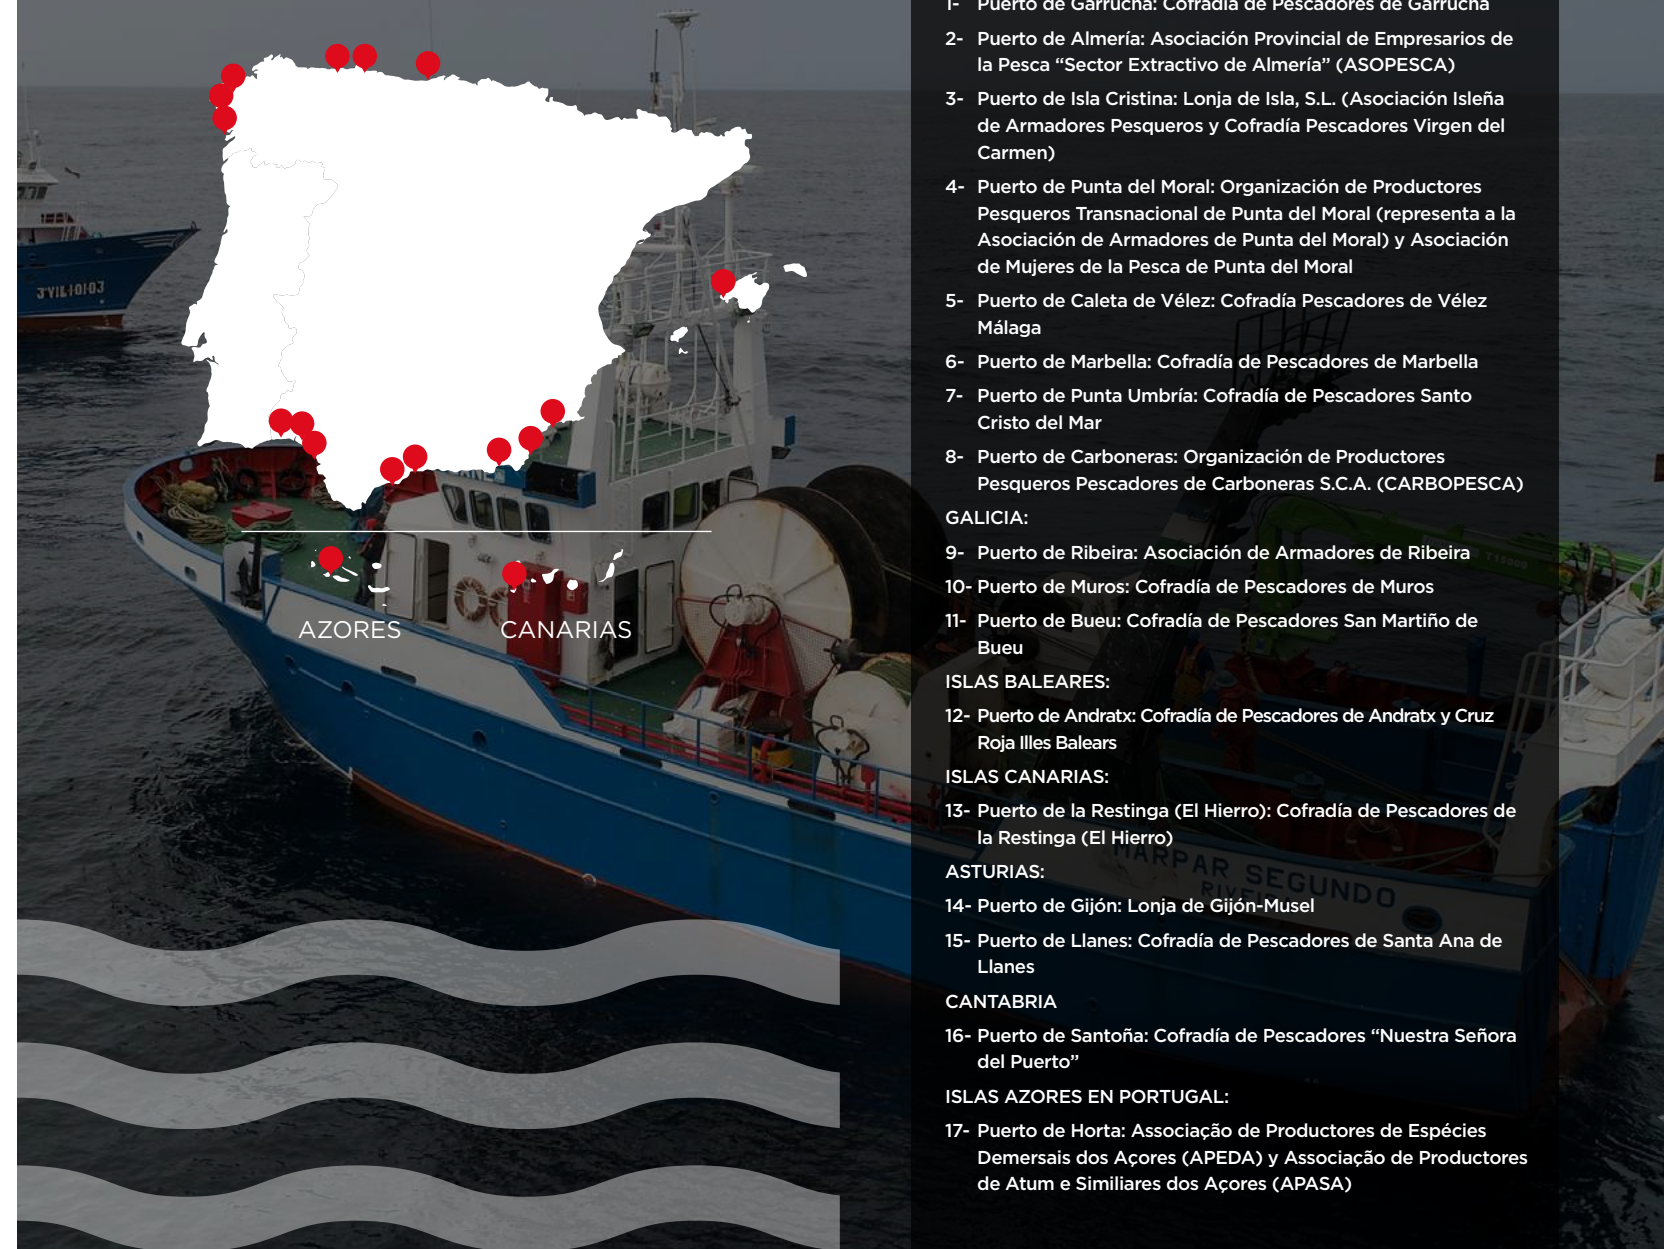 1- Puerto de Garrucha: Cofradía de Pescadores de Garrucha
2- Puerto de Almería: Asociación Provincial de Empresarios de
la Pesca “Sector Extractivo de Almería” (ASOPESCA)
3- Puerto de Isla Cristina: Lonja de Isla, S.L. (Asociación Isleña
de Armadores Pesqueros y Cofradía Pescadores Virgen del
Carmen)
4- Puerto de Punta del Moral: Organización de Productores
Pesqueros Transnacional de Punta del Moral (representa a la
Asociación de Armadores de Punta del Moral) y Asociación
de Mujeres de la Pesca de Punta del Moral
5- Puerto de Caleta de Vélez: Cofradía Pescadores de Vélez
Málaga
6- Puerto de Marbella: Cofradía de Pescadores de Marbella
7- Puerto de Punta Umbría: Cofradía de Pescadores Santo
Cristo del Mar
8- Puerto de Carboneras: Organización de Productores
Pesqueros Pescadores de Carboneras S.C.A. (CARBOPESCA)
GALICIA:
9- Puerto de Ribeira: Asociación de Armadores de Ribeira
10- Puerto de Muros: Cofradía de Pescadores de Muros
11- Puerto de Bueu: Cofradía de Pescadores San Martiño de
Bueu
ISLAS BALEARES:
12- Puerto de Andratx: Cofradía de Pescadores de Andratx y Cruz
Roja Illes Balears
ISLAS CANARIAS:
13- Puerto de la Restinga (El Hierro): Cofradía de Pescadores de
la Restinga (El Hierro)
ASTURIAS:
14- Puerto de Gijón: Lonja de Gijón-Musel
15- Puerto de Llanes: Cofradía de Pescadores de Santa Ana de
Llanes
CANTABRIA
16- Puerto de Santoña: Cofradía de Pescadores “Nuestra Señora
del Puerto”
ISLAS AZORES EN PORTUGAL:
17- Puerto de Horta: Associação de Productores de Espécies
Demersais dos Açores (APEDA) y Associação de Productores
de Atum e Similiares dos Açores (APASA)
AZORES
CANARIAS
MARPAR SEGUNDO